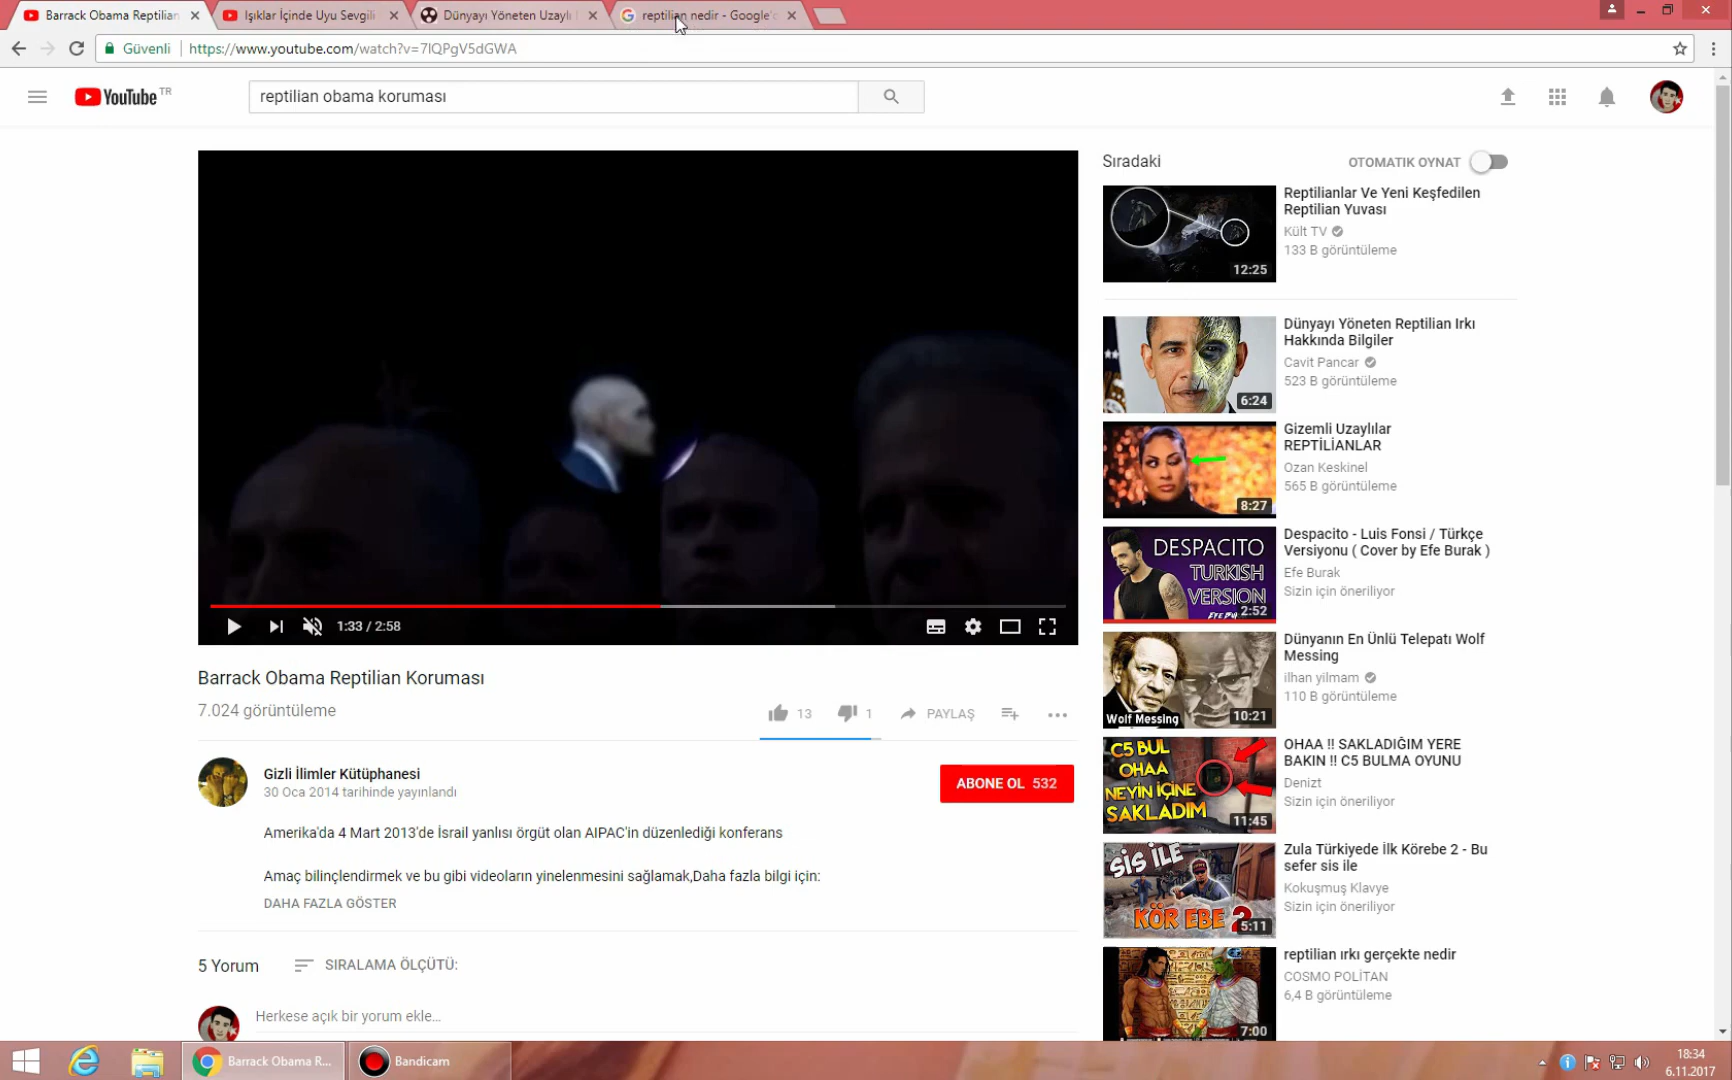 Barrack Obama Reptilian
Işıklar İçinde Uyu Sevgili
Dünyayı Yöneten Uzaylı
reptilian nedir - Google'd
Güvenli
https://www.youtube.com/watch?v=7IQPgV5dGWA
YouTube TR
reptilian obama koruması
Sıradaki
OTOMATIK OYNAT
Reptilianlar Ve Yeni Keşfedilen
Reptilian Yuvası
Kült TV
133 B görüntüleme
12:25
Dünyayı Yöneten Reptilian Irkı
Hakkında Bilgiler
Cavit Pancar
523 B görüntüleme
6:24
Gizemli Uzaylılar
REPTİLİANLAR
Ozan Keskinel
565 B görüntüleme
8:27
DESPACITO
TURKISH
VERSION
2:52
Despacito - Luis Fonsi / Türkçe
Versiyonu ( Cover by Efe Burak )
Efe Burak
Sizin için öneriliyor
Wolf Messing
10:21
Dünyanın En Ünlü Telepatı Wolf
Messing
ilhan yilmam
110 B görüntüleme
C5 BUL
OHAA
NEYİN İÇİNE
SAKLADIM
11:45
OHAA !! SAKLADIĞIM YERE
BAKIN !! C5 BULMA OYUNU
Denizt
Sizin için öneriliyor
SİS İLE
KÖR EBE 2
5:11
Zula Türkiyede İlk Körebe 2 - Bu
sefer sis ile
Kokuşmuş Klavye
Sizin için öneriliyor
7:00
reptilian ırkı gerçekte nedir
COSMO POLİTAN
6,4 B görüntüleme
1:33 / 2:58
Barrack Obama Reptilian Koruması
7.024 görüntüleme
13
1
PAYLAŞ
Gizli İlimler Kütüphanesi
30 Oca 2014 tarihinde yayınlandı
ABONE OL 532
Amerika'da 4 Mart 2013'de İsrail yanlısı örgüt olan AIPAC'in düzenlediği konferans
Amaç bilinçlendirmek ve bu gibi videoların yinelenmesini sağlamak,Daha fazla bilgi için:
DAHA FAZLA GÖSTER
5 Yorum
SIRALAMA ÖLÇÜTÜ:
Herkese açık bir yorum ekle...
Barrack Obama R...
Bandicam
18:34
6.11.2017